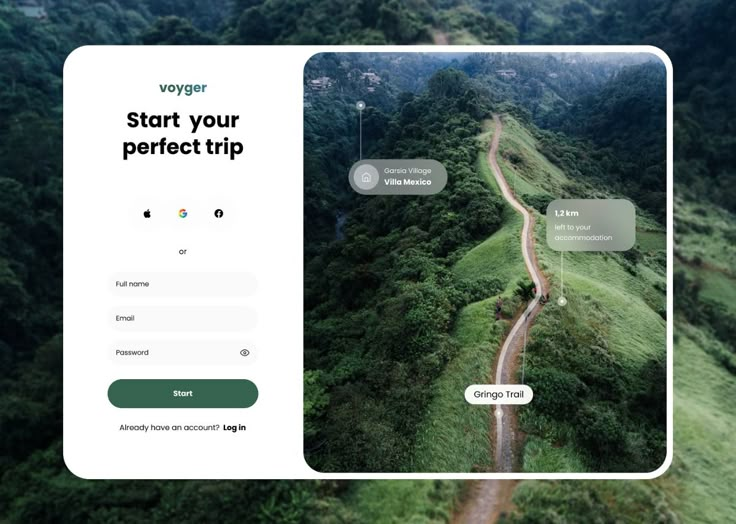 voyger
Start your
perfect trip
or
Full name
Email
Password
Start
Already have an account? Log in
Garsia Village
Villa Mexico
1,2 km
left to your
accommodation
Gringo Trail